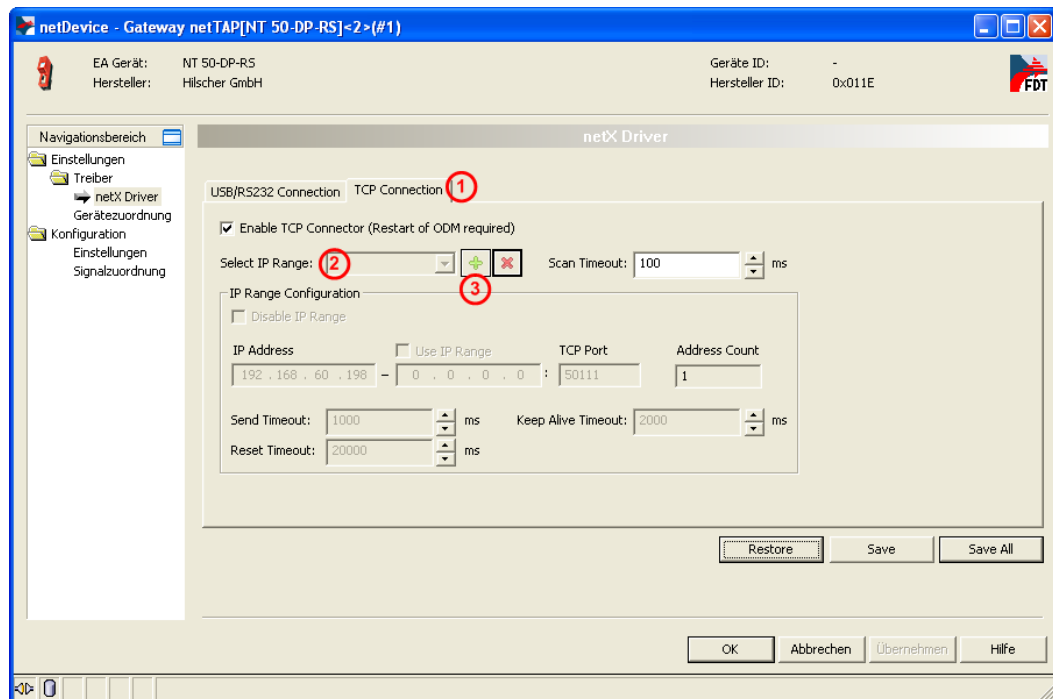 netDevice - Gateway netTAP[NT 50-DP-RS]<2>(#1)
EA Gerät: NT 50-DP-RS Geräte ID: -
Hersteller: Hilscher GmbH Hersteller ID: 0x011E
FDT
Navigationsbereich
netX Driver
Einstellungen
Treiber
netX Driver
Gerätezuordnung
Konfiguration
Einstellungen
Signalzuordnung
USB/RS232 Connection TCP Connection 1
Enable TCP Connector (Restart of ODM required)
Select IP Range: 2 Scan Timeout: 100 ms
3
IP Range Configuration
Disable IP Range
IP Address Use IP Range TCP Port Address Count
192 . 168 . 60 . 198 - 0 . 0 . 0 . 0 : 50111 1
Send Timeout: 1000 ms Keep Alive Timeout: 2000 ms
Reset Timeout: 20000 ms
Restore Save Save All
OK Abbrechen Übernehmen Hilfe